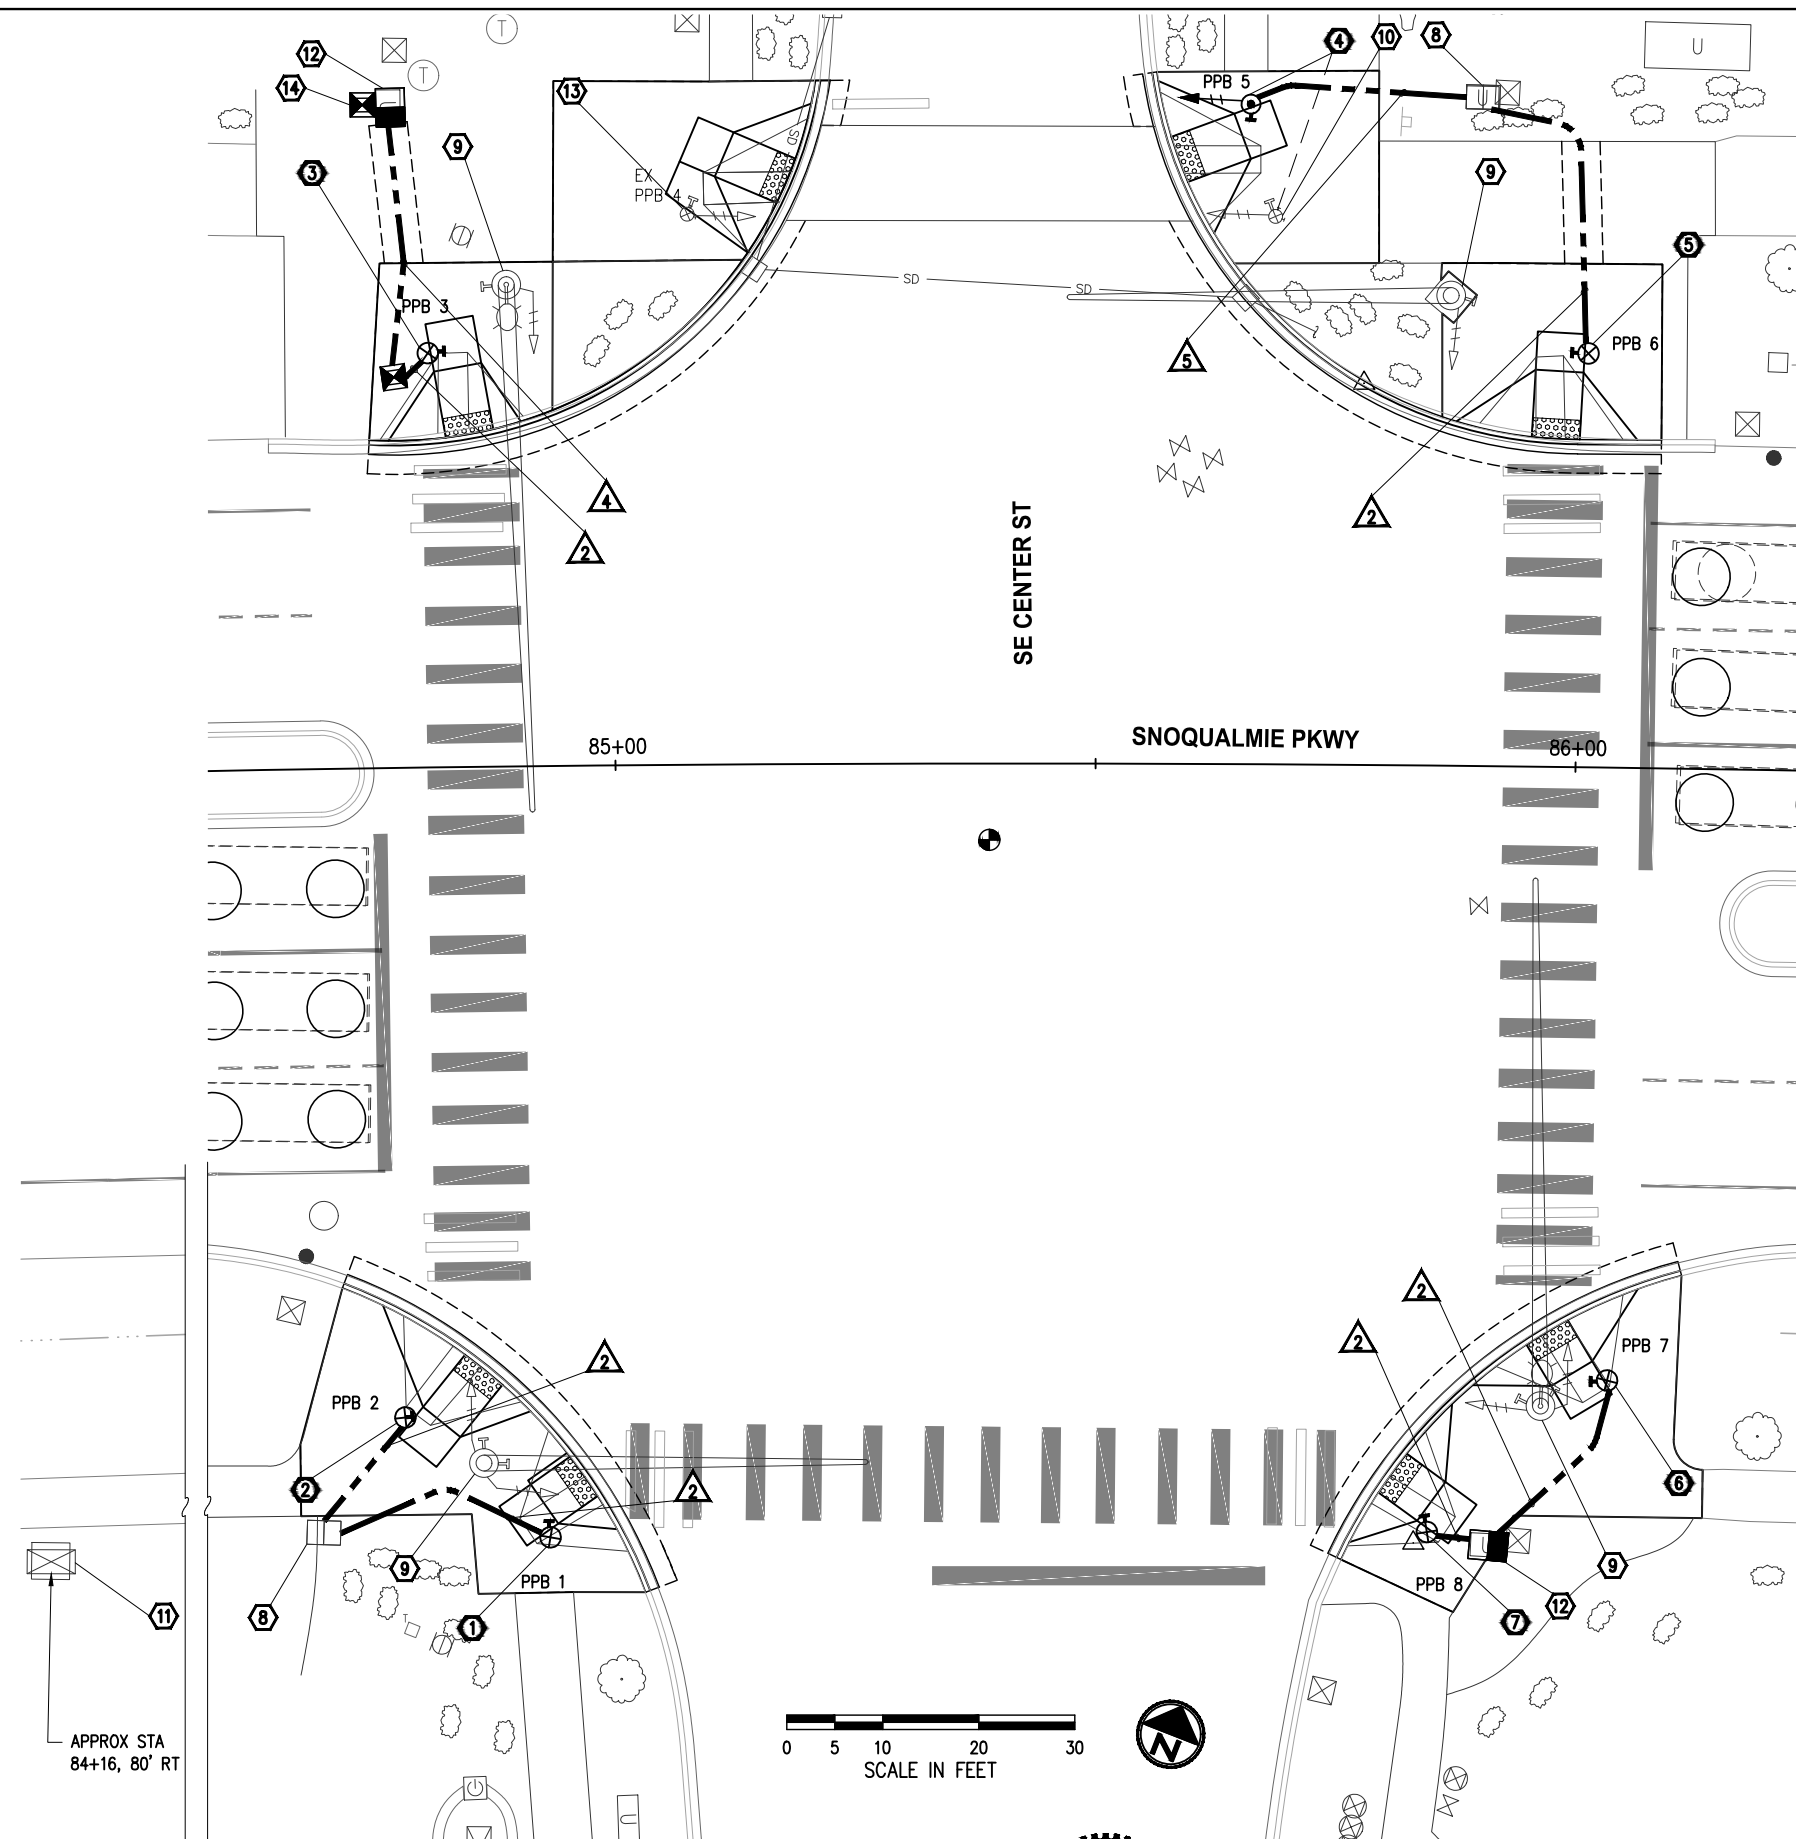 T
12
14
T
13
9
3
EX
PPB 4
SD
PPB 3
4
2
PPB 5
4
10
8
U
U
9
5
SD
SD
5
PPB 6
2
SE CENTER ST
SNOQUALMIE PKWY
85+00
86+00
2
PPB 2
2
2
9
8
11
PPB 1
1
T
2
2
PPB 7
6
9
U
PPB 8
7
12
APPROX STA
84+16, 80' RT
0 5 10 20 30
SCALE IN FEET
N
U